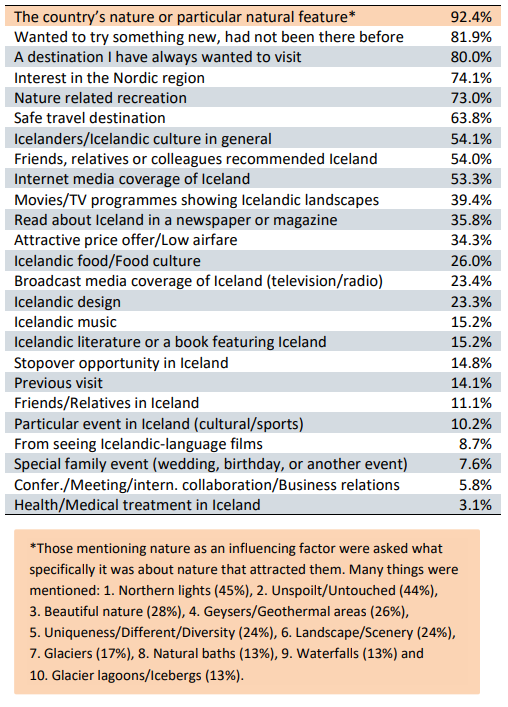 The country's nature or particular natural feature* 92.4%
Wanted to try something new, had not been there before 81.9%
A destination I have always wanted to visit 80.0%
Interest in the Nordic region 74.1%
Nature related recreation 73.0%
Safe travel destination 63.8%
Icelanders/Icelandic culture in general 54.1%
Friends, relatives or colleagues recommended Iceland 54.0%
Internet media coverage of Iceland 53.3%
Movies/TV programmes showing Icelandic landscapes 39.4%
Read about Iceland in a newspaper or magazine 35.8%
Attractive price offer/Low airfare 34.3%
Icelandic food/Food culture 26.0%
Broadcast media coverage of Iceland (television/radio) 23.4%
Icelandic design 23.3%
Icelandic music 15.2%
Icelandic literature or a book featuring Iceland 15.2%
Stopover opportunity in Iceland 14.8%
Previous visit 14.1%
Friends/Relatives in Iceland 11.1%
Particular event in Iceland (cultural/sports) 10.2%
From seeing Icelandic-language films 8.7%
Special family event (wedding, birthday, or another event) 7.6%
Confer./Meeting/intern. collaboration/Business relations 5.8%
Health/Medical treatment in Iceland 3.1%
*Those mentioning nature as an influencing factor were asked what
specifically it was about nature that attracted them. Many things were
mentioned: 1. Northern lights (45%), 2. Unspoilt/Untouched (44%),
3. Beautiful nature (28%), 4. Geysers/Geothermal areas (26%),
5. Uniqueness/Different/Diversity (24%), 6. Landscape/Scenery (24%),
7. Glaciers (17%), 8. Natural baths (13%), 9. Waterfalls (13%) and
10. Glacier lagoons/Icebergs (13%).